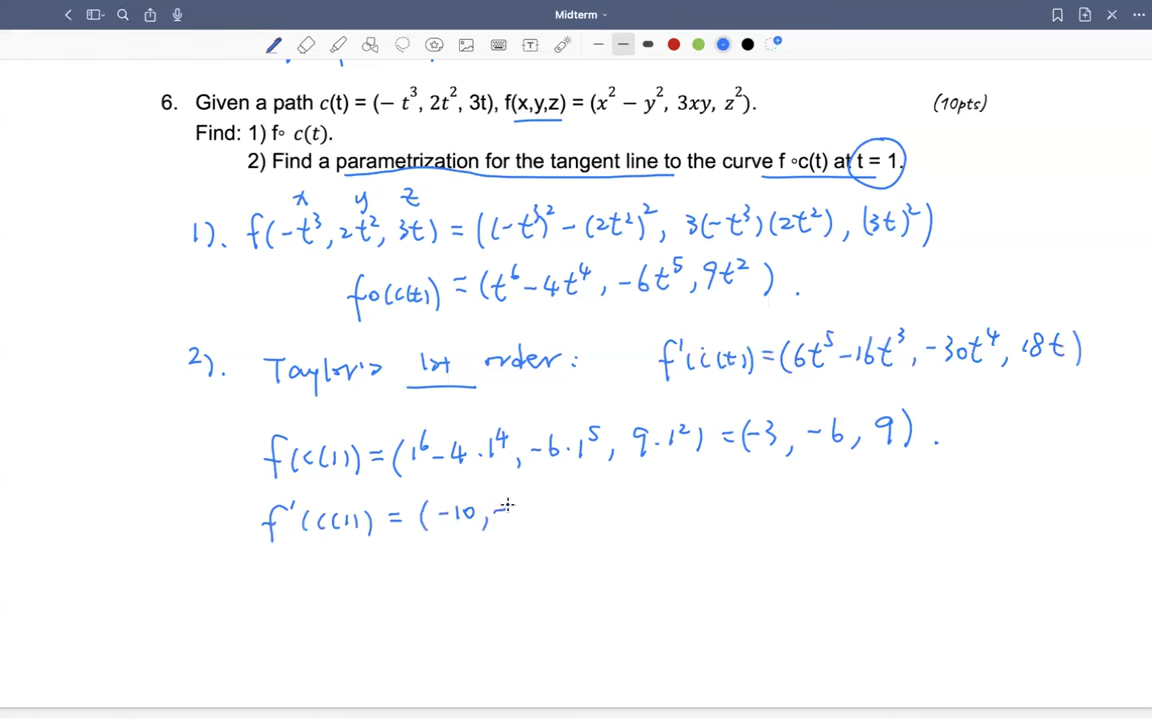 Midterm
6. Given a path c(t) = (− t³, 2t², 3t), f(x,y,z) = (x² − y², 3xy, z²). (10pts)
Find: 1) f∘ c(t).
2) Find a parametrization for the tangent line to the curve f ∘c(t) at t = 1.
x y z
1). f(-t³, 2t², 3t) = ((-t³)² - (2t²)², 3(-t³)(2t²), (3t)²)
fo(c(t)) = (t⁶ - 4t⁴, -6t⁵, 9t²).
2). Taylor's 1st order: f'(c(t)) = (6t⁵ - 16t³, -30t⁴, 18t)
f(c(1)) = (1⁶ - 4·1⁴, -6·1⁵, 9·1²) = (-3, -6, 9).
f'(c(1)) = (-10, -